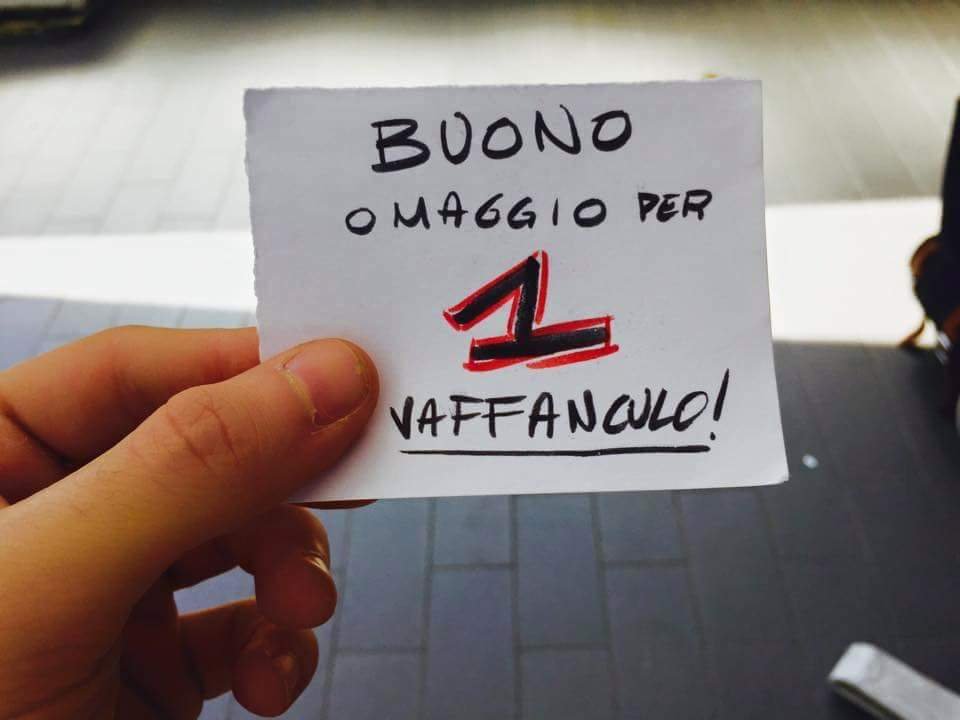 BUONO
OMAGGIO PER
1
VAFFANCULO!